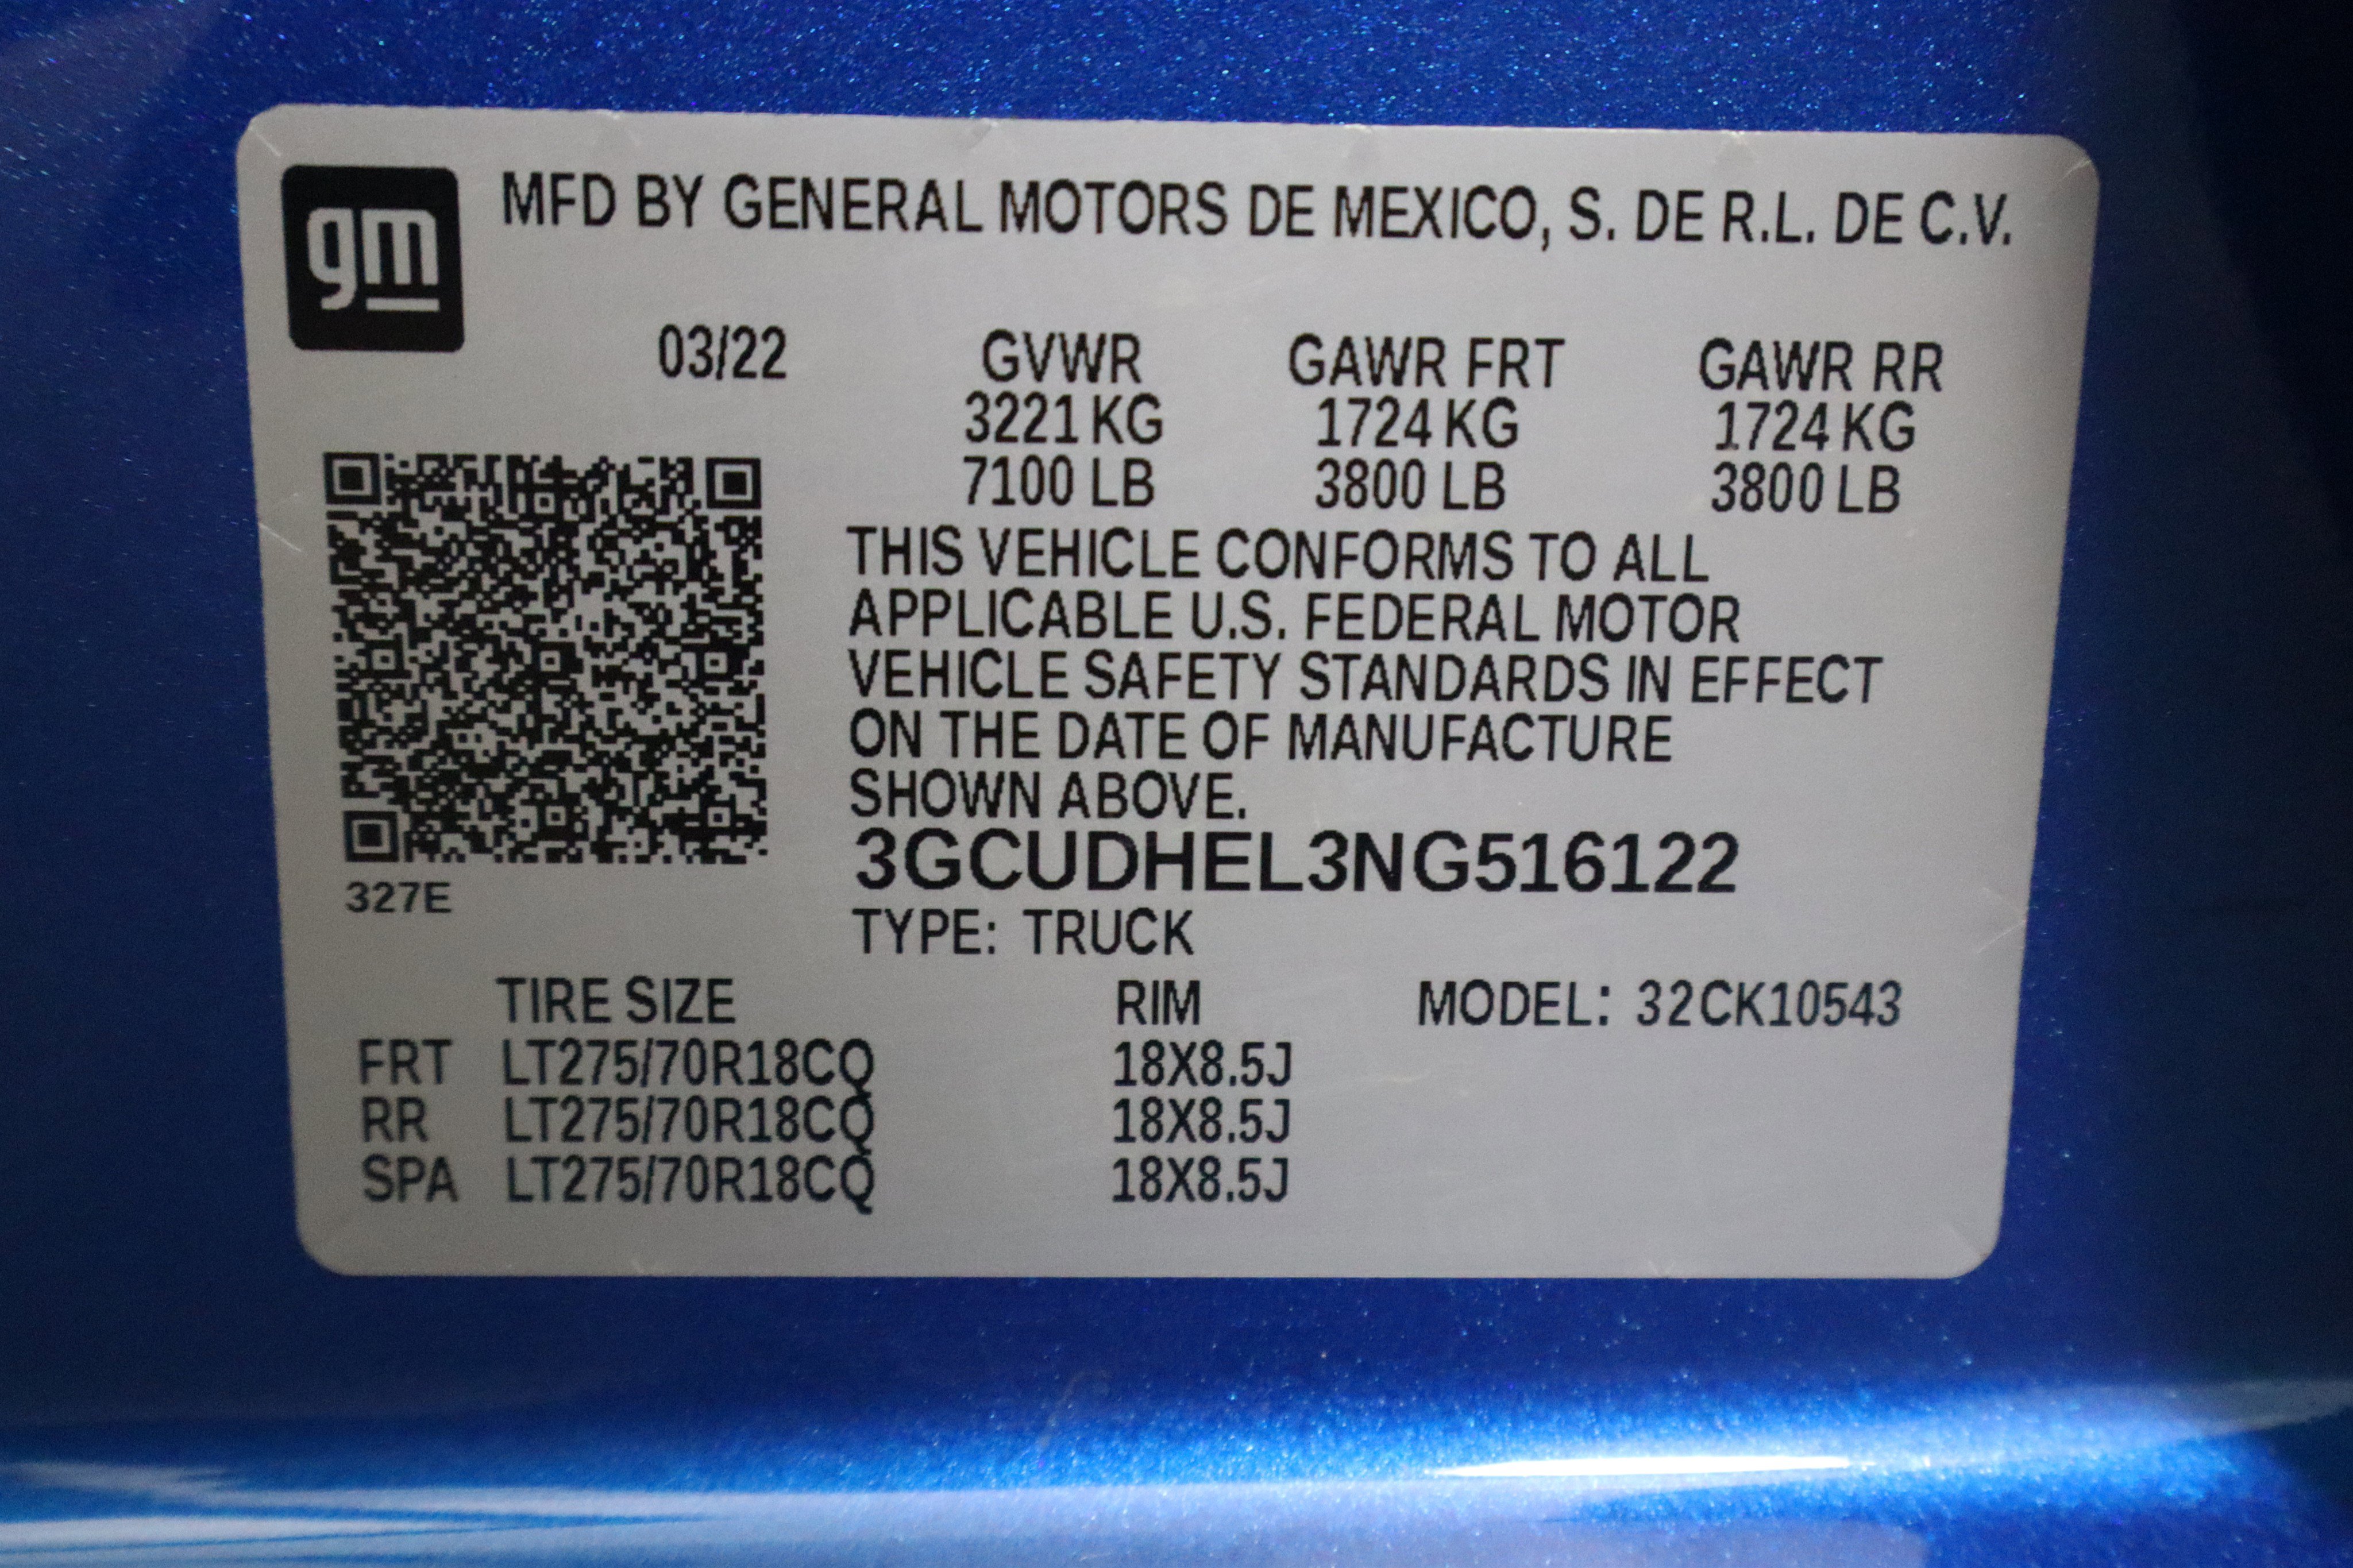 gm
MFD BY GENERAL MOTORS DE MEXICO, S. DE R.L. DE C.V.
03/22 GVWR GAWR FRT GAWR RR
3221 KG 1724 KG 1724 KG
7100 LB 3800 LB 3800 LB
THIS VEHICLE CONFORMS TO ALL
APPLICABLE U.S. FEDERAL MOTOR
VEHICLE SAFETY STANDARDS IN EFFECT
ON THE DATE OF MANUFACTURE
SHOWN ABOVE.
3GCUDHEL3NG516122
327E
TYPE: TRUCK
TIRE SIZE RIM MODEL: 32CK10543
FRT LT275/70R18CQ 18X8.5J
RR LT275/70R18CQ 18X8.5J
SPA LT275/70R18CQ 18X8.5J